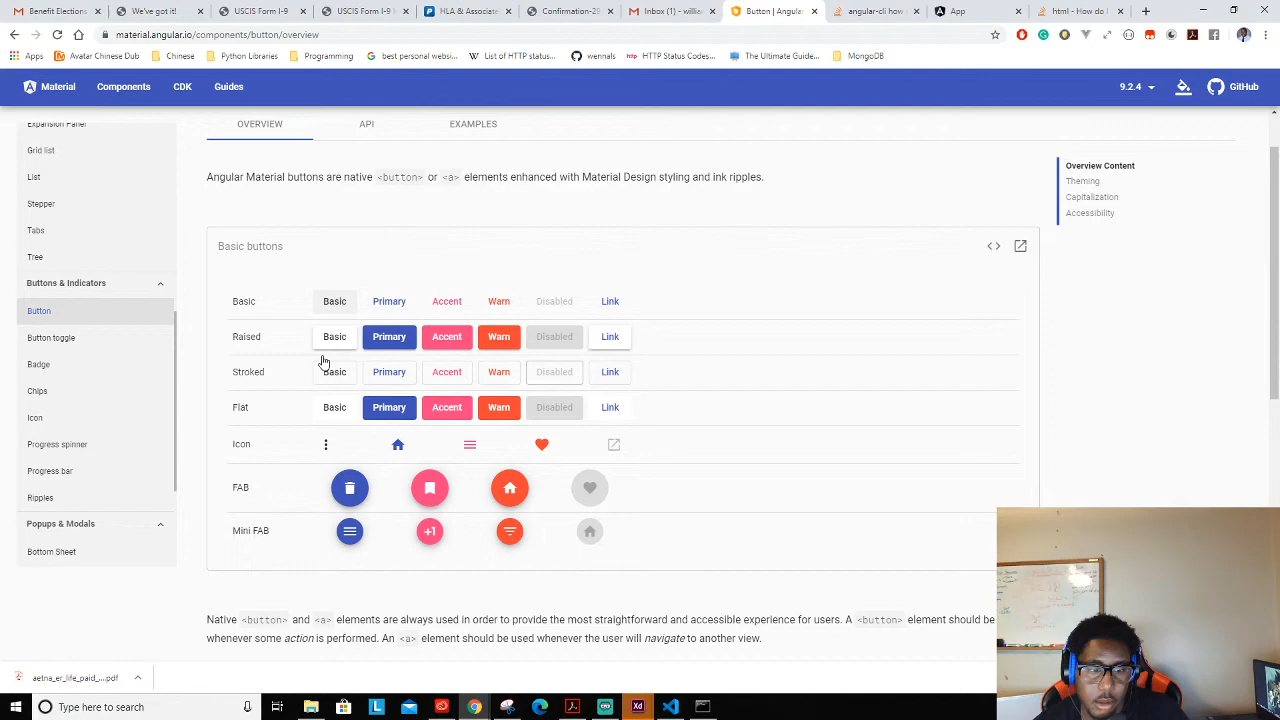 We've got it!
USCIS Form I-9
USCIS Form I-9
HLA & Associate
Confirmation-29
Inbox (1) - william
Button | Angular
angular-cli how
App
html - How do I
material.angular.io/components/button/overview
Apps
Avatar Chinese Dub
Chinese
Python Libraries
Programming
best personal websi...
List of HTTP status...
wennals
HTTP Status Codes...
The Ultimate Guide...
MongoDB
Material
Components
CDK
Guides
9.2.4
GitHub
Expansion Panel
Grid list
List
Stepper
Tabs
Tree
Buttons & Indicators
Button
Button toggle
Badge
Chips
Icon
Progress spinner
Progress bar
Ripples
Popups & Modals
Bottom Sheet
OVERVIEW
API
EXAMPLES
Angular Material buttons are native <button> or <a> elements enhanced with Material Design styling and ink ripples.
Overview Content
Theming
Capitalization
Accessibility
Basic buttons
Basic Basic Primary Accent Warn Disabled Link
Raised Basic Primary Accent Warn Disabled Link
Stroked Basic Primary Accent Warn Disabled Link
Flat Basic Primary Accent Warn Disabled Link
Icon
FAB
Mini FAB +1
Native <button> and <a> elements are always used in order to provide the most straightforward and accessible experience for users. A <button> element should be
whenever some action is performed. An <a> element should be used whenever the user will navigate to another view.
aetna_er_life_paid_....pdf
Type here to search